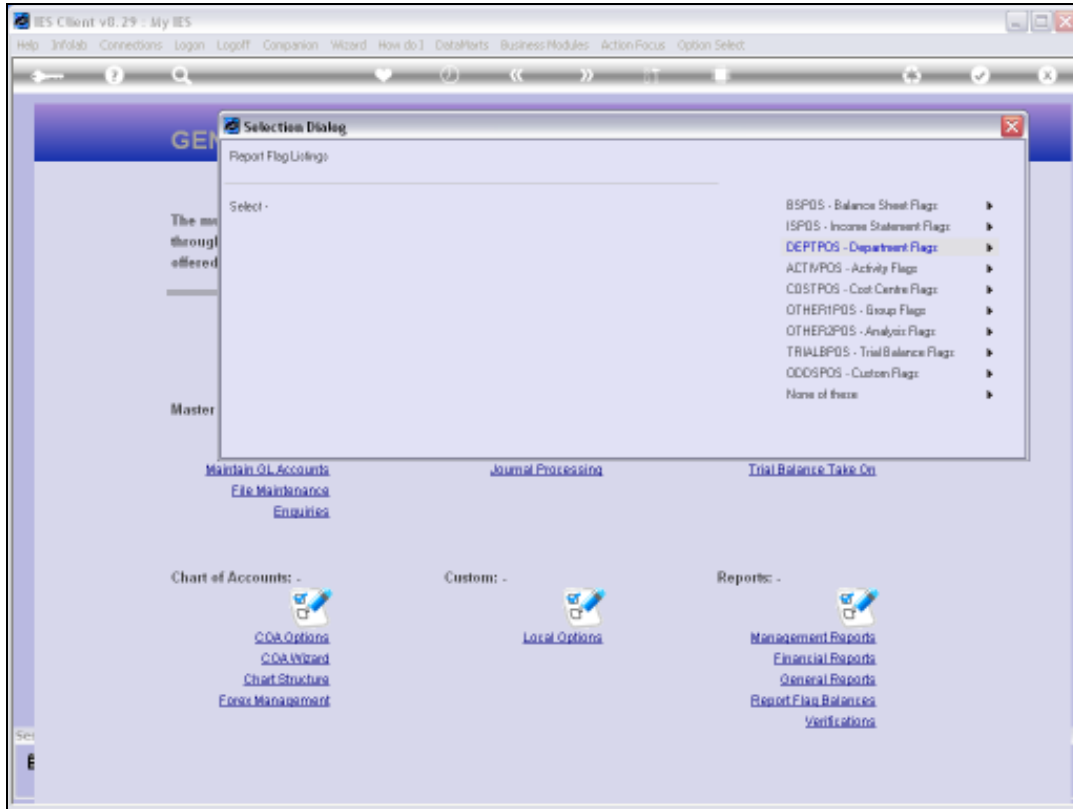 IES Client v8.29 : My IES
Help Infolab Connections Logon Logoff Companion Wizard How do I DataMarts Business Modules Action Focus Option Select
GEN
Selection Dialog
Report Flag Listings
Select -
BSPOS - Balance Sheet Flags
ISPOS - Income Statement Flags
DEPTPOS - Department Flags
ACTIVPOS - Activity Flags
COSTPOS - Cost Centre Flags
OTHER1POS - Group Flags
OTHER2POS - Analysis Flags
TRIALBPOS - Trial Balance Flags
ODDSPOS - Custom Flags
None of these
The
through
offered
Master
Maintain GL Accounts Journal Processing Trial Balance Take On
File Maintenance
Enquiries
Chart of Accounts: - Custom: - Reports: -
COA Options Local Options Management Reports
COA Wizard Financial Reports
Chart Structure General Reports
Forex Management Report Flag Balances
Verifications